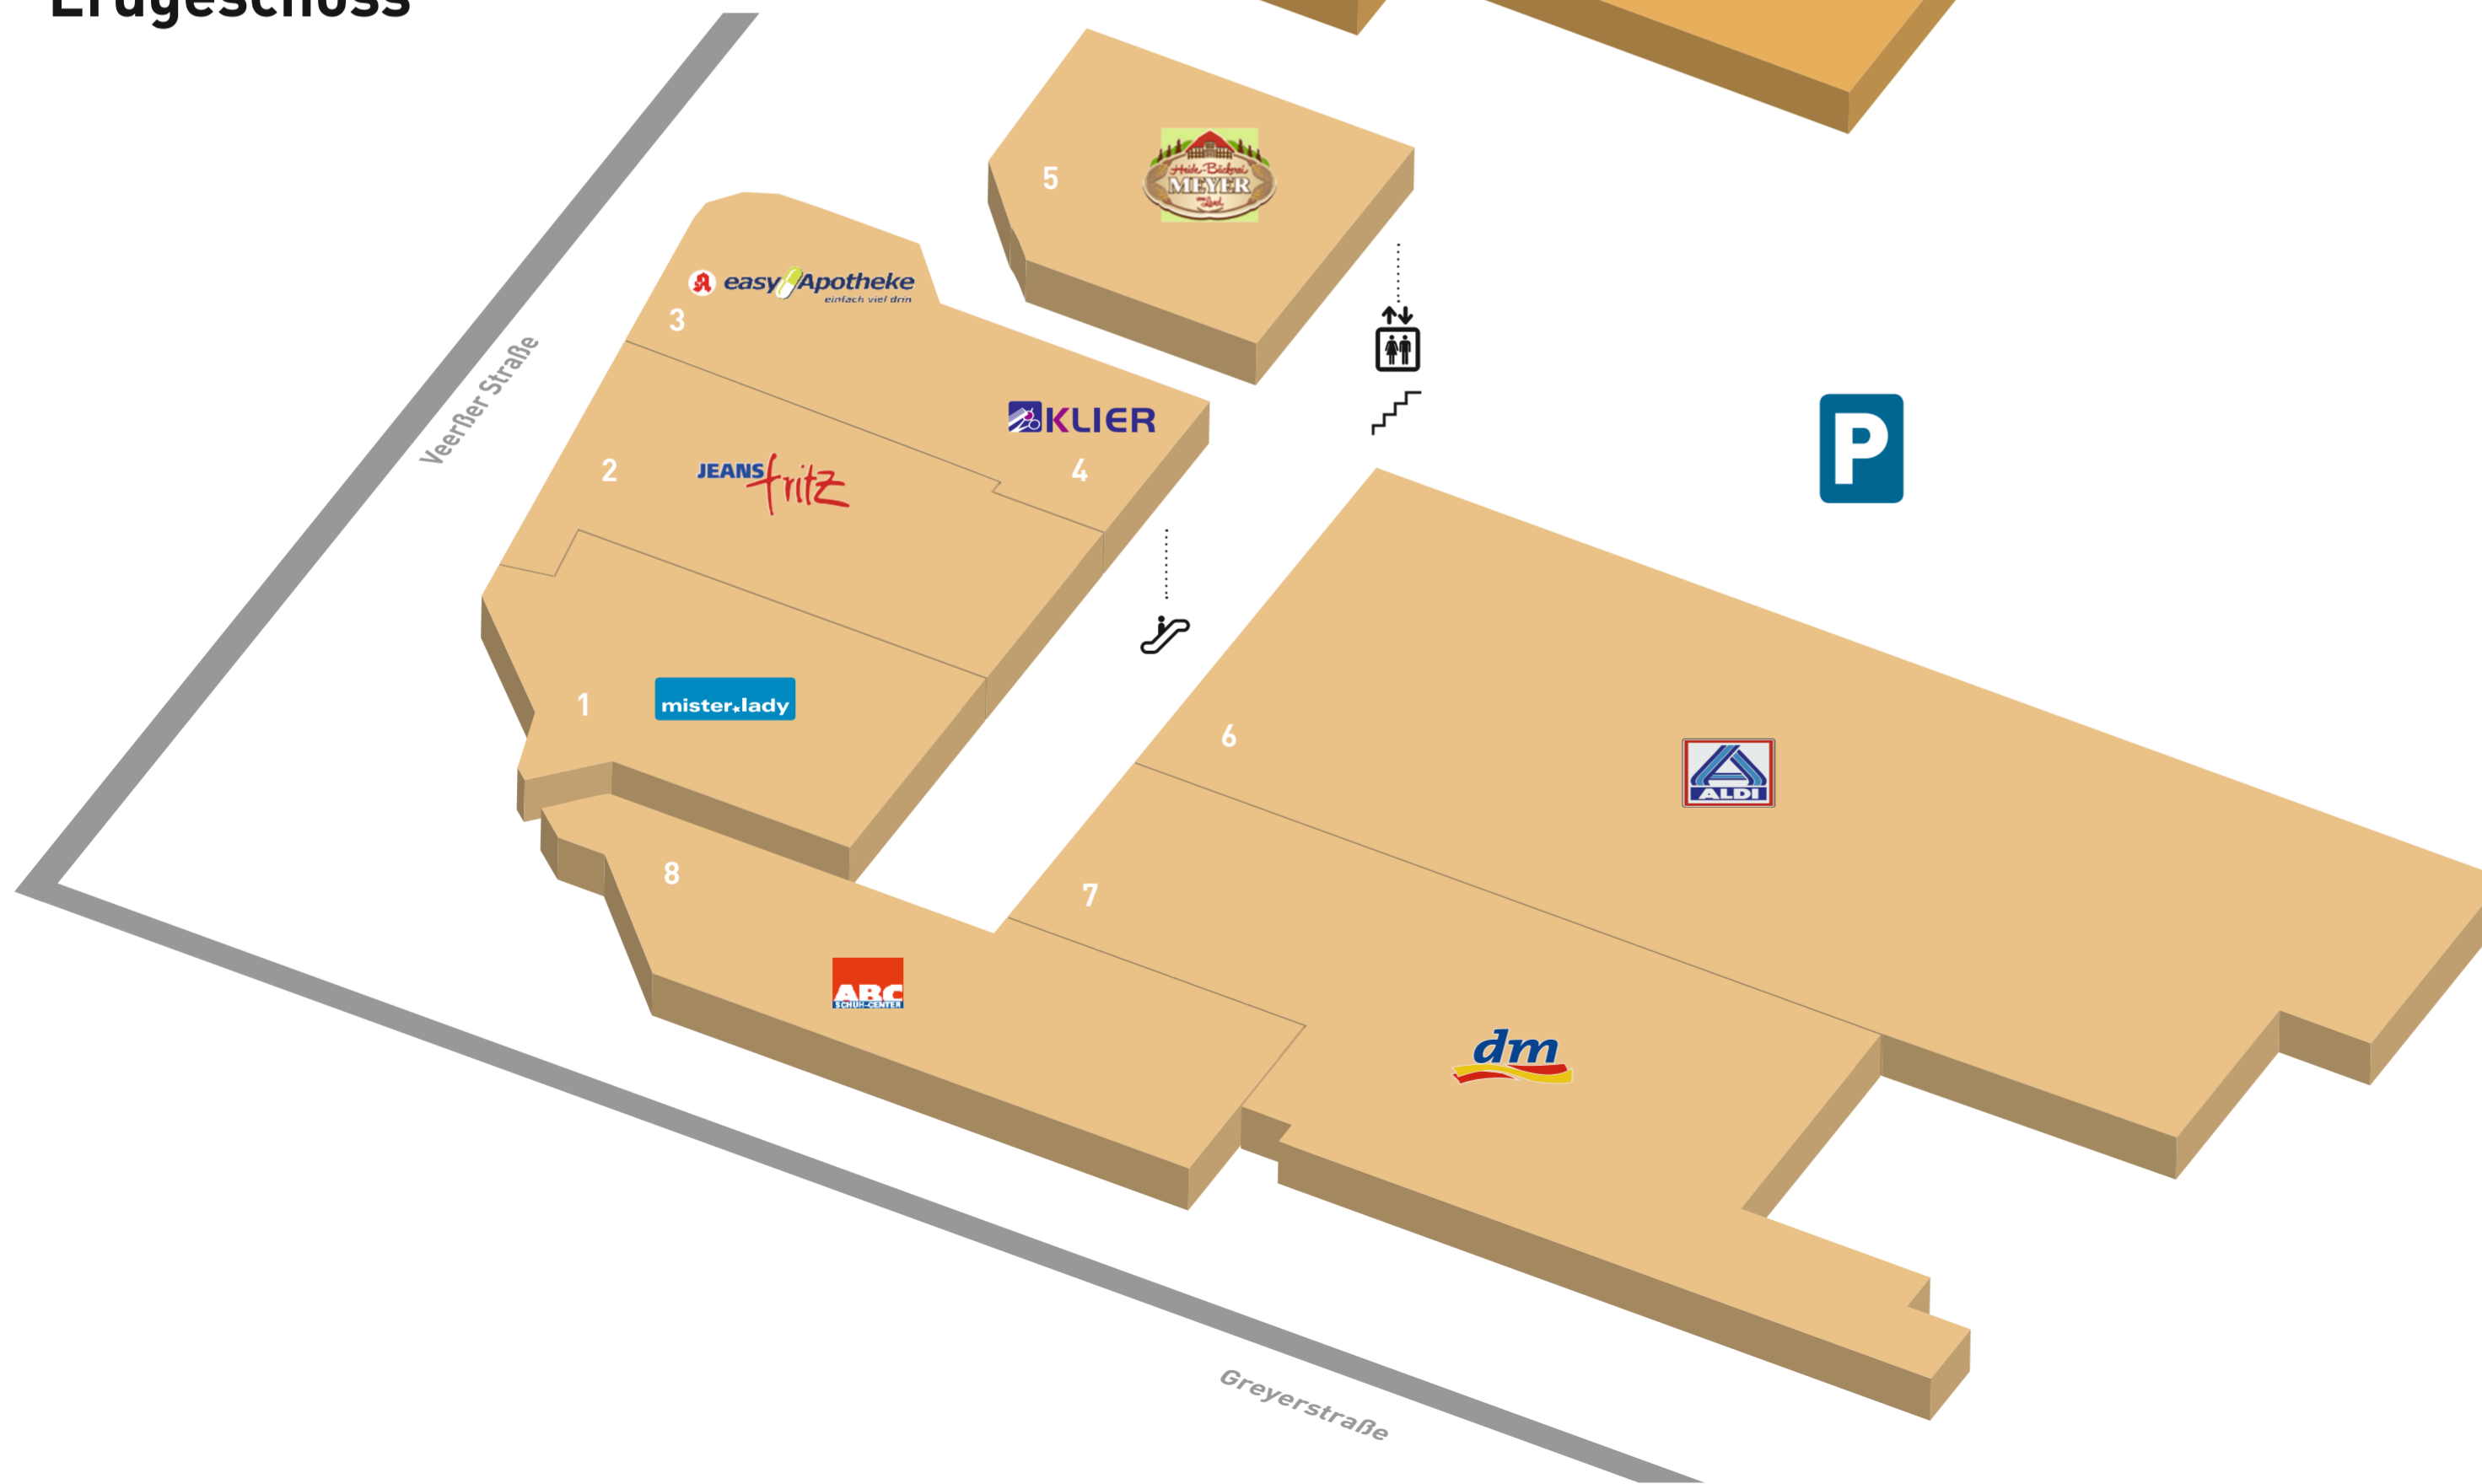 Erdgeschoss
Heide-Bäckerei
MEYER
5
easy Apotheke
einfach viel drin
3
Veerßer Straße
KLIER
4
2
JEANS fritz
P
1
mister*lady
6
ALDI
7
8
ABC
SCHUH-CENTER
dm
Greyerstraße